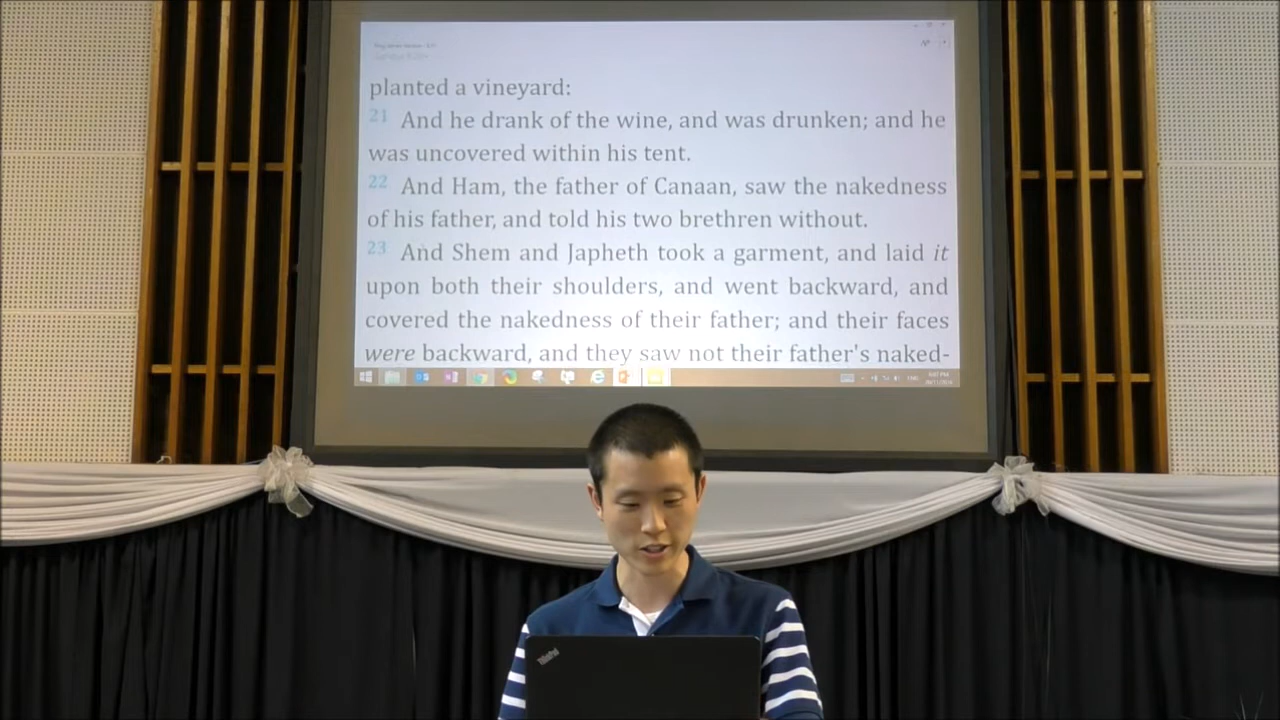 planted a vineyard:
21 And he drank of the wine, and was drunken; and he
was uncovered within his tent.
22 And Ham, the father of Canaan, saw the nakedness
of his father, and told his two brethren without.
23 And Shem and Japheth took a garment, and laid it
upon both their shoulders, and went backward, and
covered the nakedness of their father; and their faces
were backward, and they saw not their father's naked-
ThinkPad